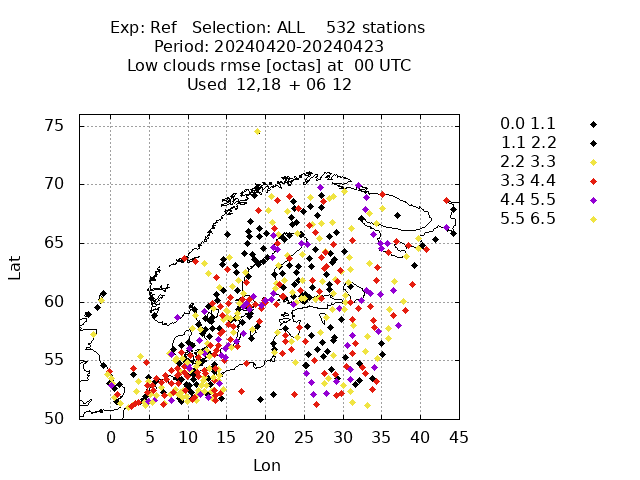 Exp: Ref   Selection: ALL    532 stations
Period: 20240420-20240423
Low clouds rmse [octas] at  00 UTC
Used  12,18 + 06 12
75
70
65
60
55
50
Lat
0 5 10 15 20 25 30 35 40 45
Lon
0.0 1.1
1.1 2.2
2.2 3.3
3.3 4.4
4.4 5.5
5.5 6.5